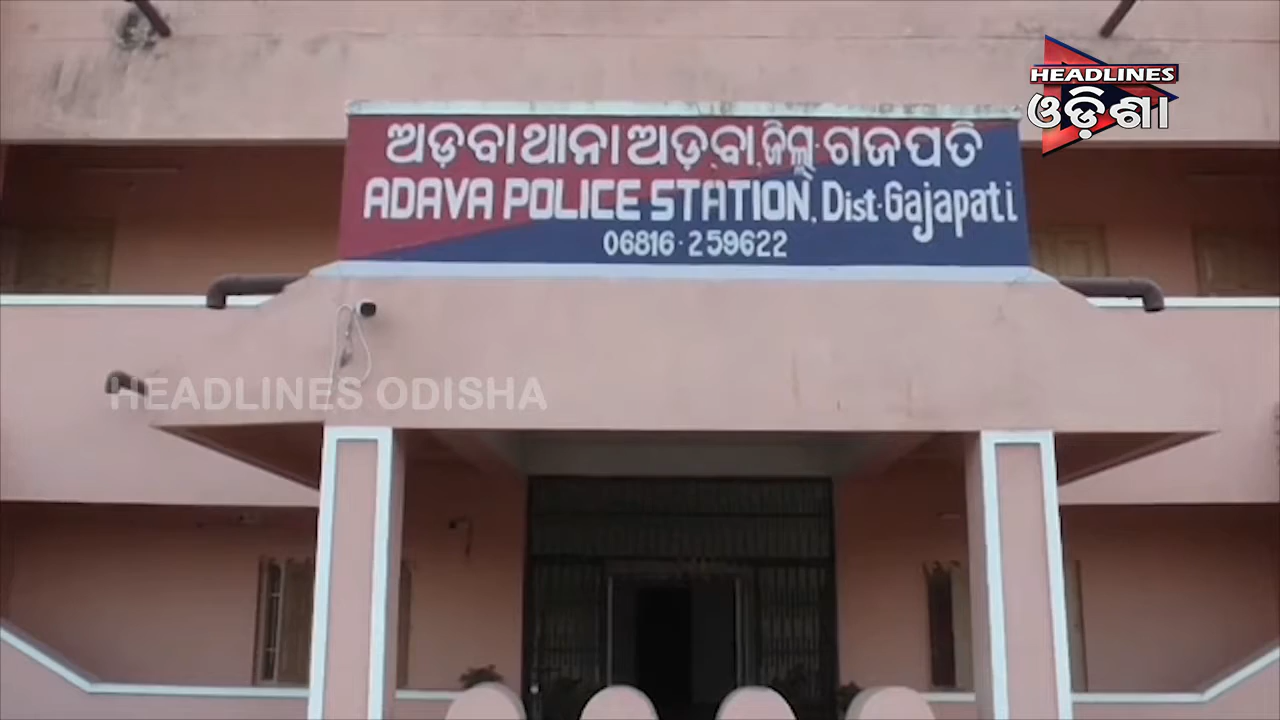 HEADLINES
ଓଡ଼ିଶା
ଅଡ଼ବା ଥାନା ଅଡ଼ବା, ଜିଲ୍ଲା-ଗଜପତି
ADAVA POLICE STATION, Dist-Gajapati
06816-259622
HEADLINES ODISHA